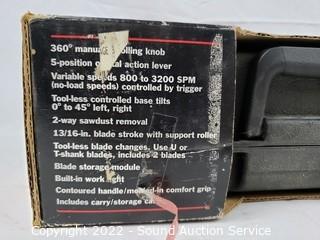 360° manual scrolling knob
5-position orbital action lever
Variable speeds 800 to 3200 SPM
(no-load speeds) controlled by trigger
Tool-less controlled base tilts
0° to 45° left, right
2-way sawdust removal
13/16-in. blade stroke with support roller
Tool-less blade changes. Use U or
T-shank blades, includes 2 blades
Blade storage module
Built-in work light
Contoured handle/molded-in comfort grip
Includes carry/storage case
Copyright 2022 - Sound Auction Service